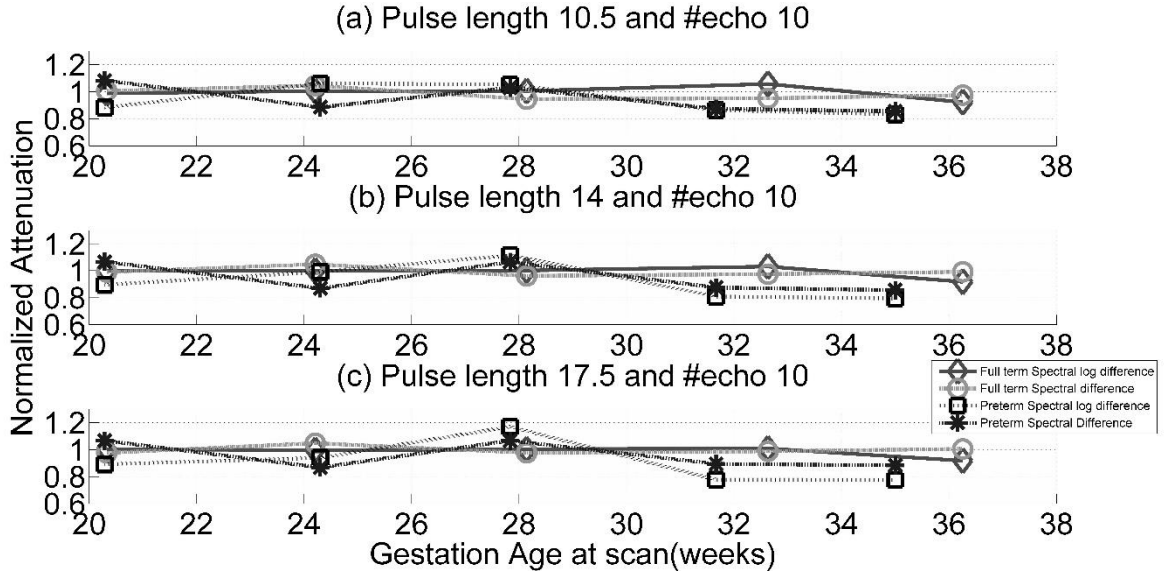 (a) Pulse length 10.5 and #echo 10
1.2
1
0.8
0.6
20 22 24 26 28 30 32 34 36 38
(b) Pulse length 14 and #echo 10
Normalized Attenuation
1.2
1
0.8
0.6
20 22 24 26 28 30 32 34 36 38
(c) Pulse length 17.5 and #echo 10
Full term Spectral log difference
Full term Spectral difference
Preterm Spectral log difference
Preterm Spectral Difference
1.2
1
0.8
0.6
20 22 24 26 28 30 32 34 36 38
Gestation Age at scan(weeks)